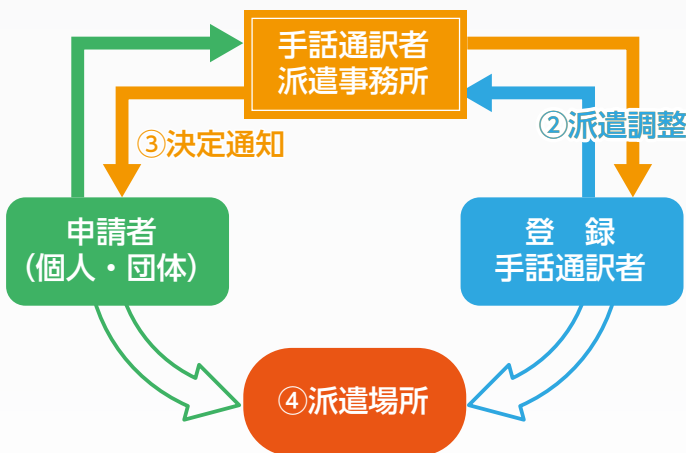 手話通訳者
派遣事務所
②派遣調整
③決定通知
申請者
（個人・団体）
登　録
手話通訳者
④派遣場所